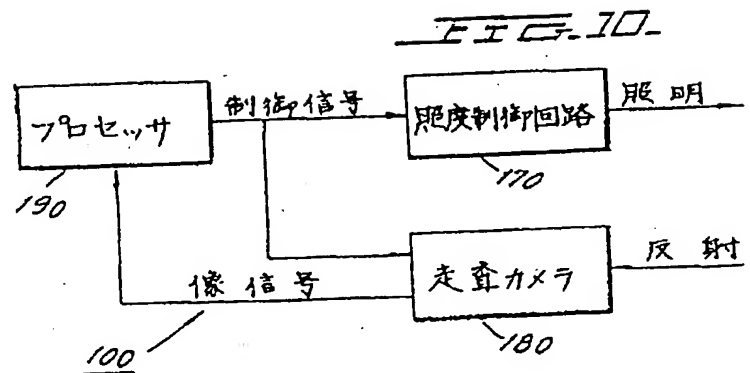 FIG. 10.
プロセッサ
制御信号
照度制御回路
照明
190
170
走査カメラ
反射
像信号
180
100